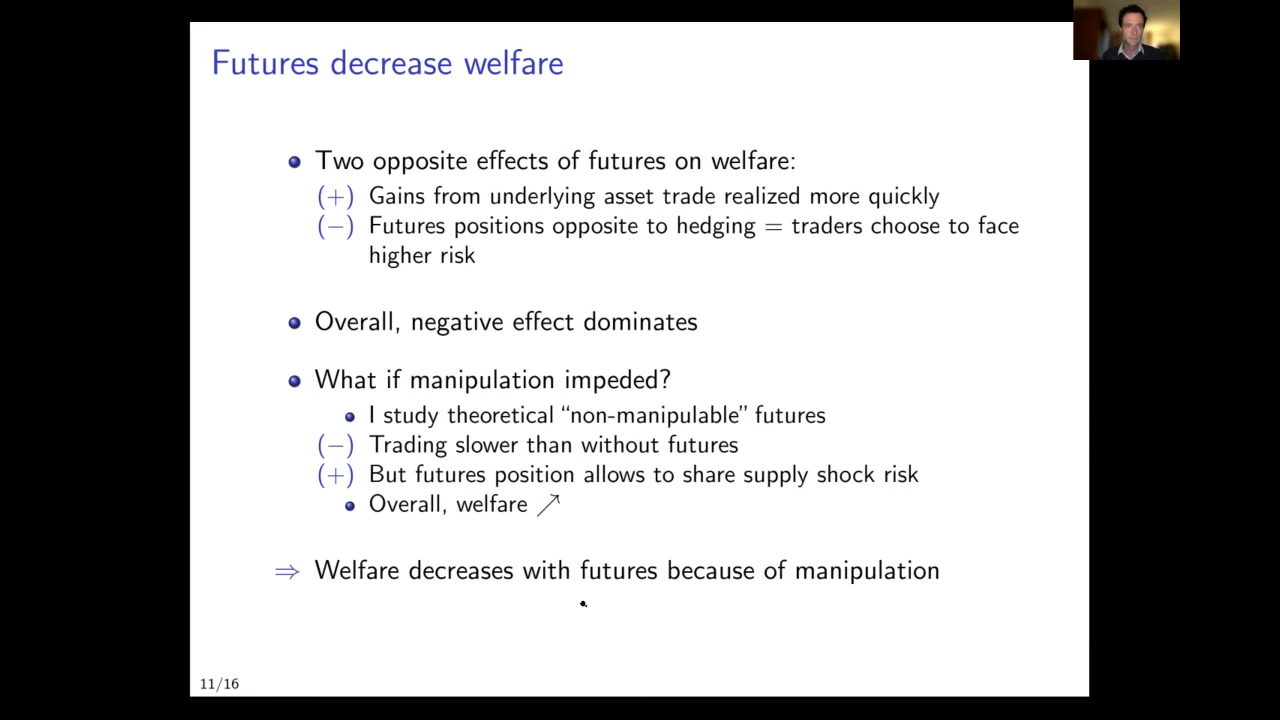 Futures decrease welfare
Two opposite effects of futures on welfare:
(+) Gains from underlying asset trade realized more quickly
(−) Futures positions opposite to hedging = traders choose to face
higher risk
Overall, negative effect dominates
What if manipulation impeded?
I study theoretical “non-manipulable” futures
(−) Trading slower than without futures
(+) But futures position allows to share supply shock risk
Overall, welfare ↗
⇒ Welfare decreases with futures because of manipulation
11/16